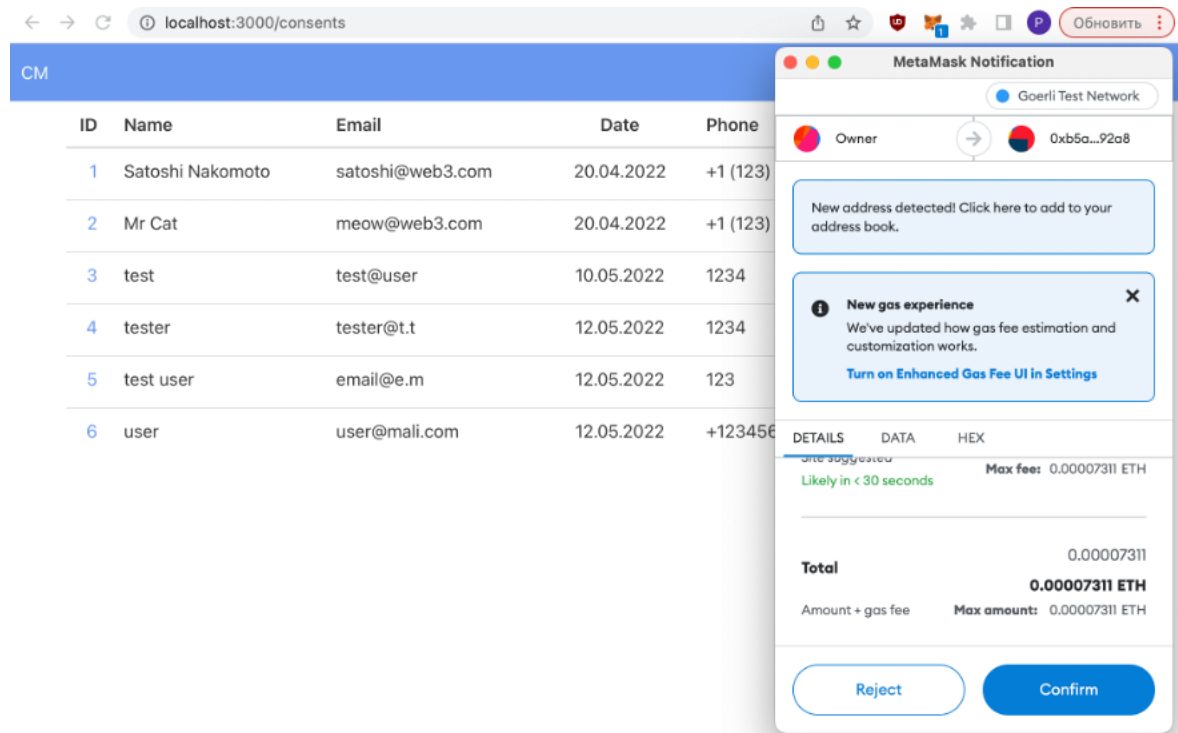 localhost:3000/consents
1
P
Обновить
CM
ID Name Email Date Phone
1 Satoshi Nakomoto satoshi@web3.com 20.04.2022 +1 (123)
2 Mr Cat meow@web3.com 20.04.2022 +1 (123)
3 test test@user 10.05.2022 1234
4 tester tester@t.t 12.05.2022 1234
5 test user email@e.m 12.05.2022 123
6 user user@mali.com 12.05.2022 +123456
MetaMask Notification
Goerli Test Network
Owner 0xb5a...92a8
New address detected! Click here to add to your
address book.
New gas experience
We've updated how gas fee estimation and
customization works.
Turn on Enhanced Gas Fee UI in Settings
DETAILS DATA HEX
Site suggested
Max fee: 0.00007311 ETH
Likely in < 30 seconds
0.00007311
Total
0.00007311 ETH
Amount + gas fee Max amount: 0.00007311 ETH
Reject Confirm